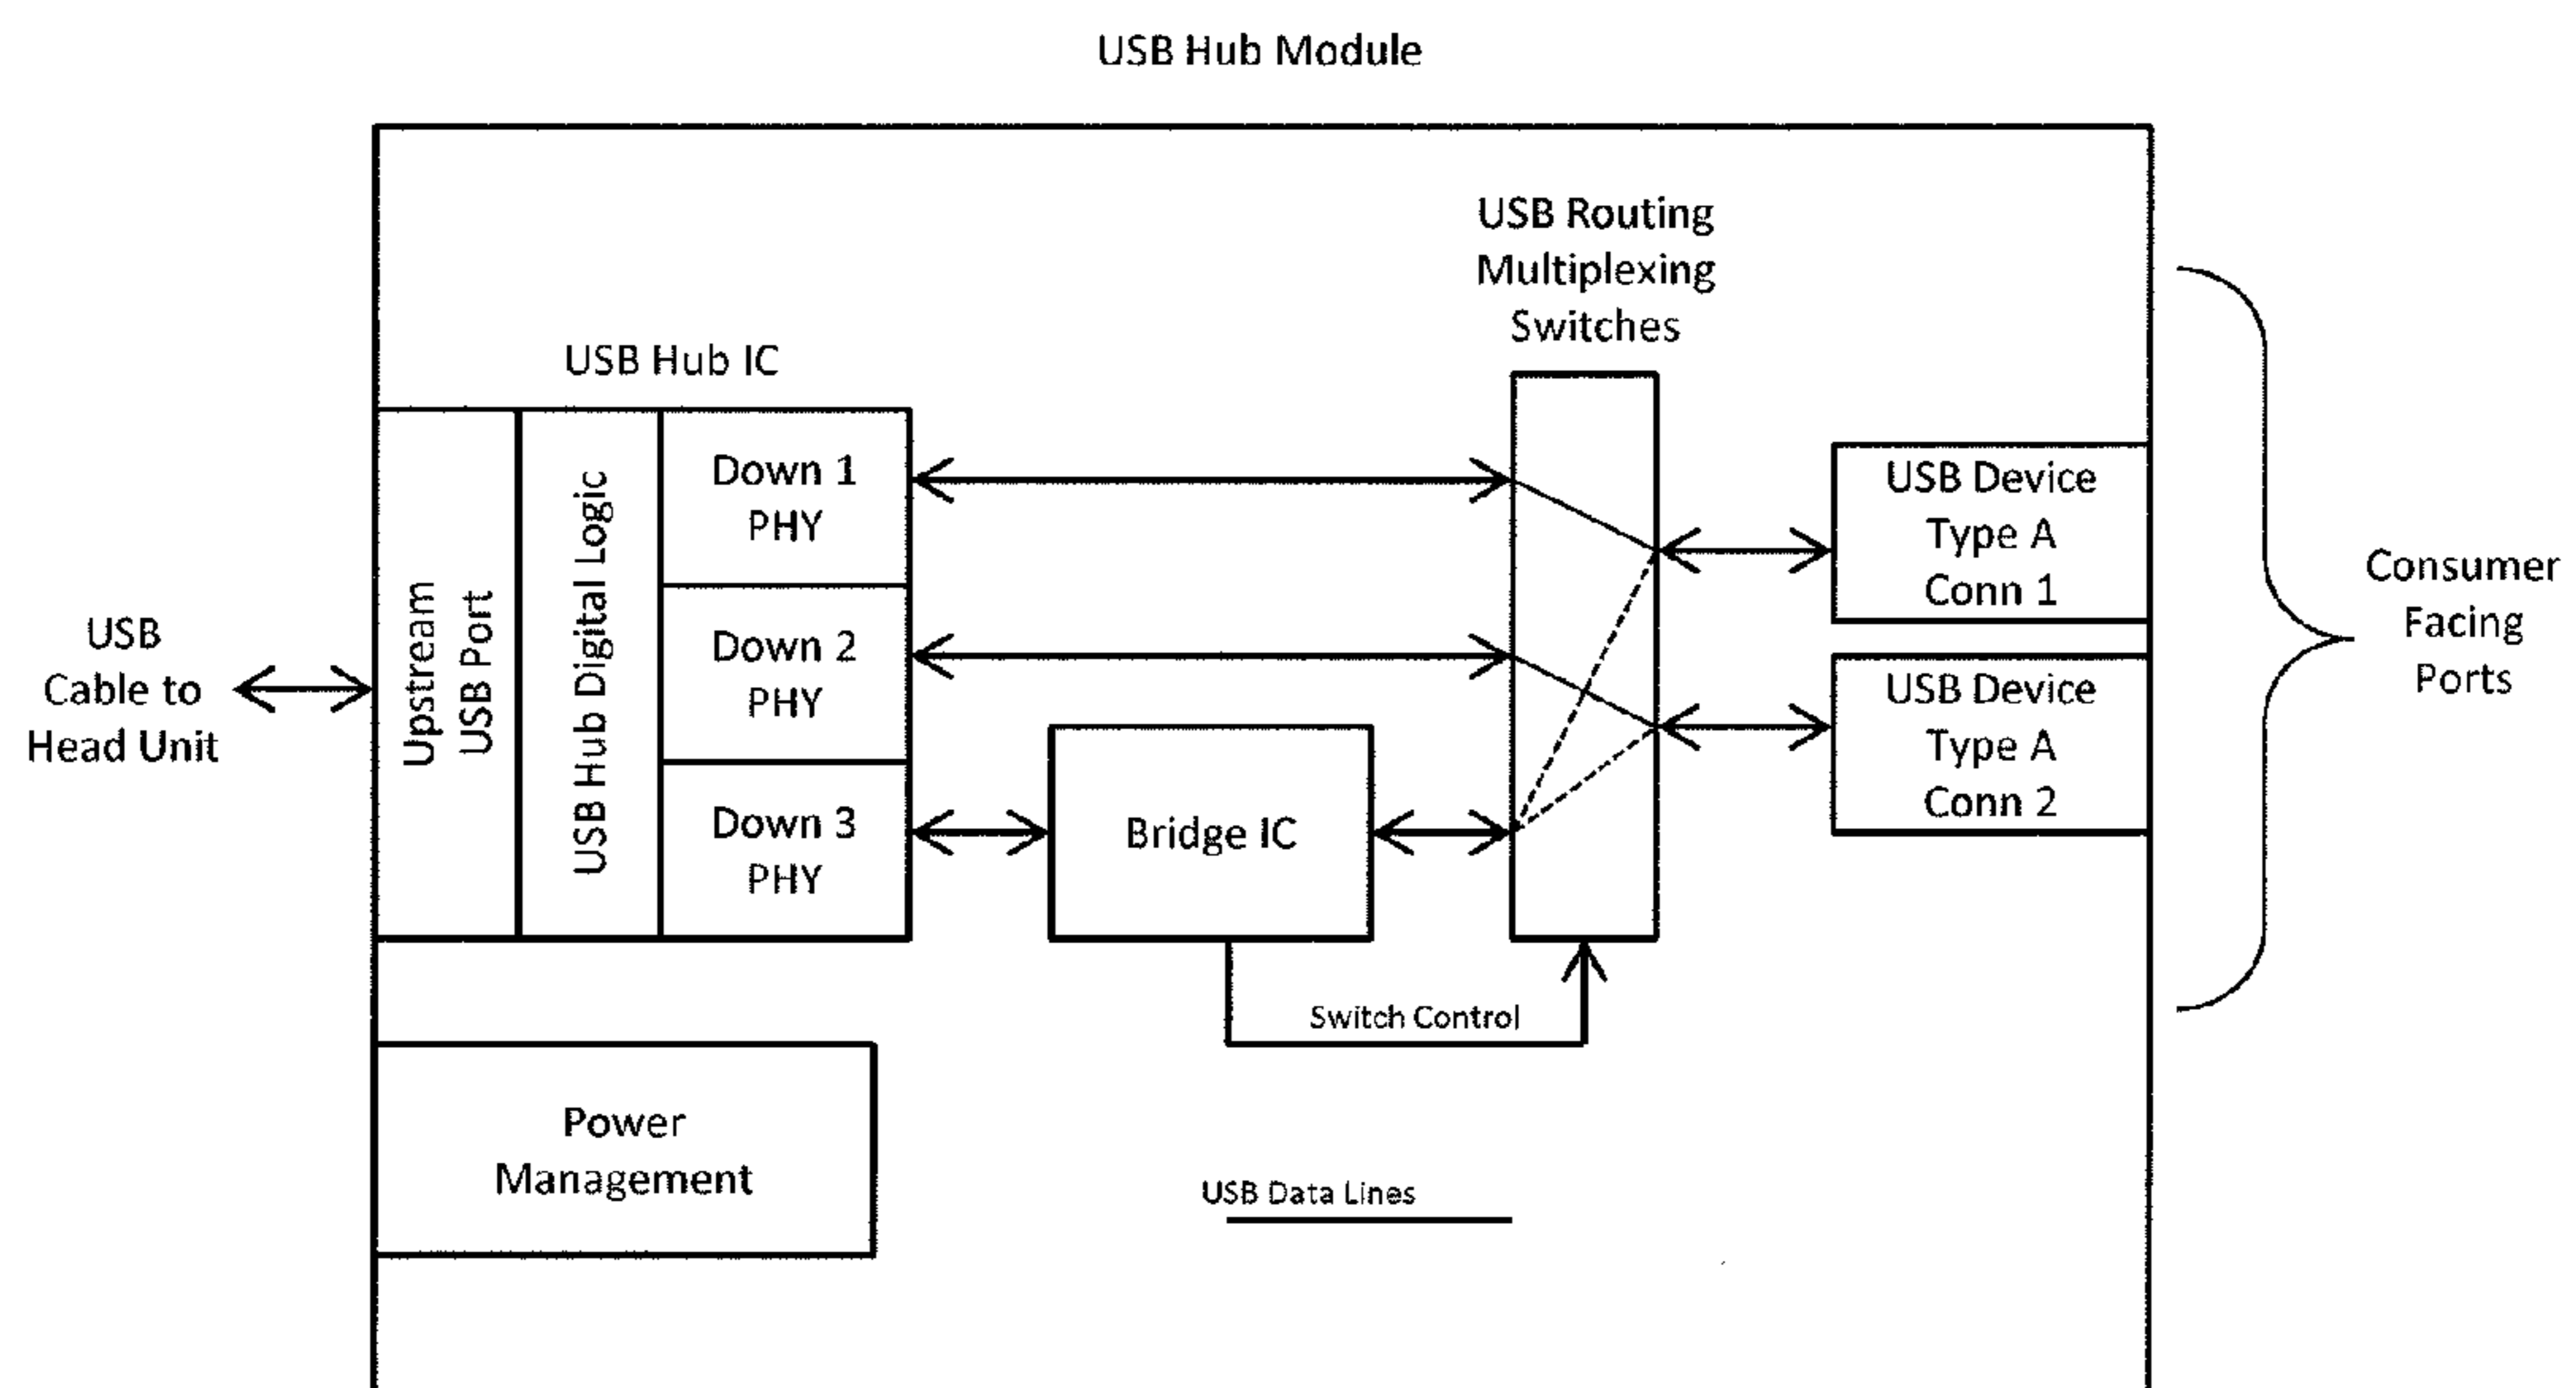 USB Hub Module
USB Routing
Multiplexing
Switches
USB Hub IC
Upstream
USB Port
USB Hub Digital Logic
Down 1
PHY
Down 2
PHY
Down 3
PHY
Bridge IC
USB Device
Type A
Conn 1
USB Device
Type A
Conn 2
USB
Cable to
Head Unit
Consumer
Facing
Ports
Switch Control
Power
Management
USB Data Lines